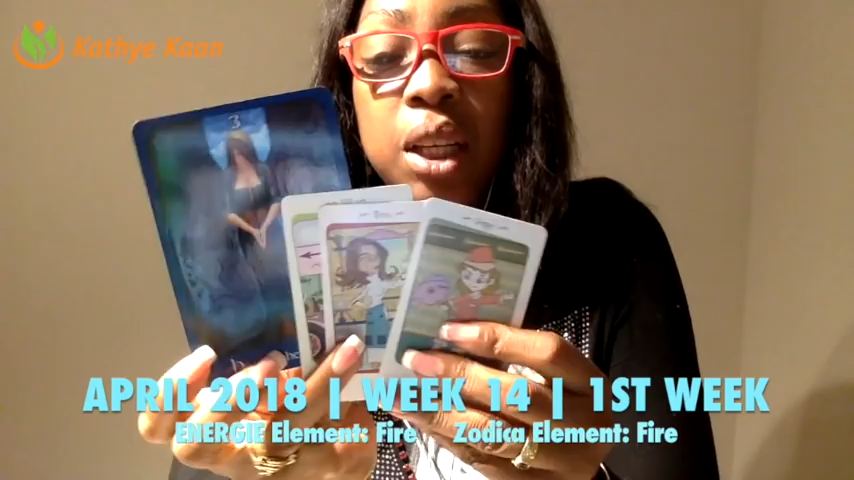 Kathye Kaan
3
APRIL 2018 | WEEK 14 | 1ST WEEK
ENERGIE Element: Fire Zodica Element: Fire